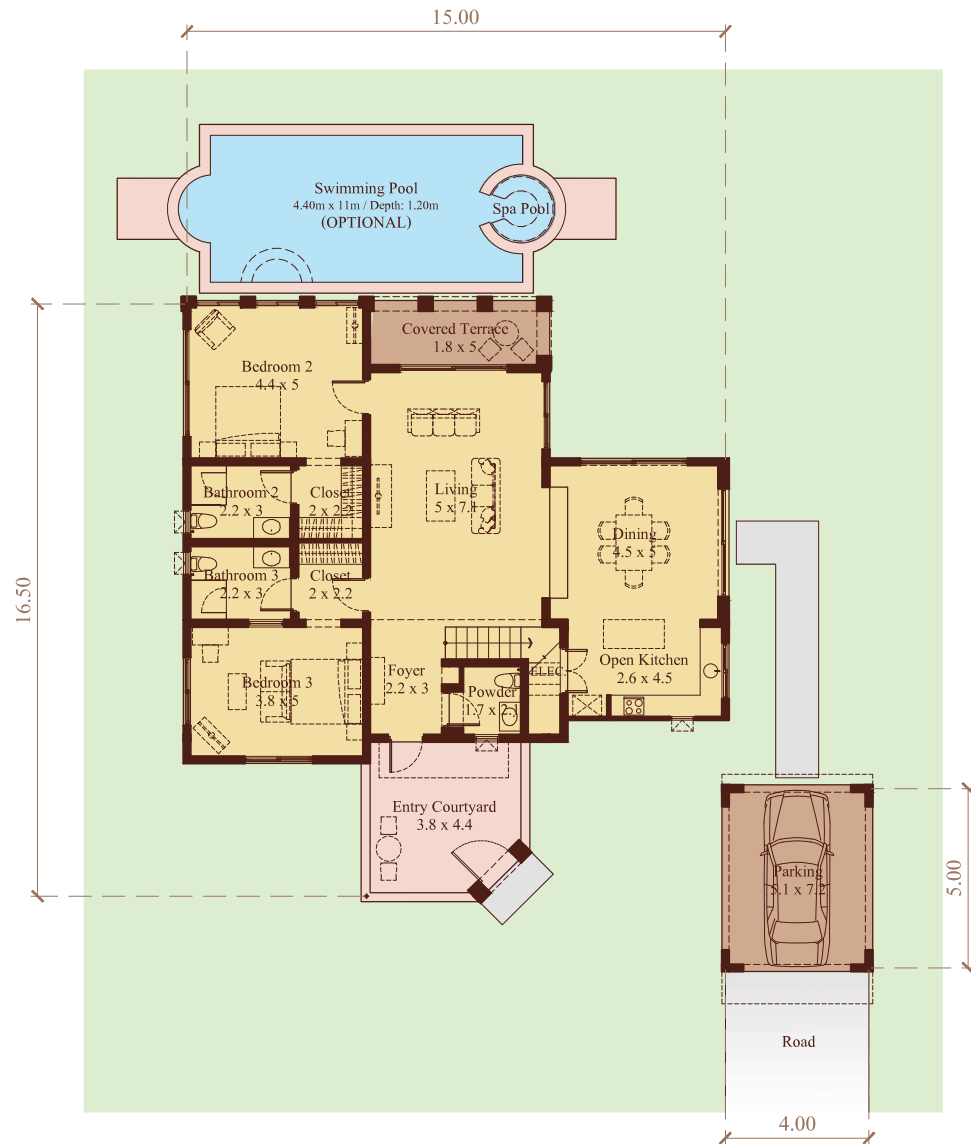 15.00
Swimming Pool
4.40m x 11m / Depth: 1.20m
(OPTIONAL)
Spa Pool
Covered Terrace
1.8 x 5
Bedroom 2
4.4 x 5
Bathroom 2
2.2 x 3
Closet
2 x 2.2
Living
5 x 7.1
Dining
4.5 x 5
16.50
Bathroom 3
2.2 x 3
Closet
2 x 2.2
Bedroom 3
3.8 x 5
Foyer
2.2 x 3
Powder
ELEC.
Open Kitchen
2.6 x 4.5
Entry Courtyard
3.8 x 4.4
Parking
5.1 x 7.2
5.00
Road
4.00